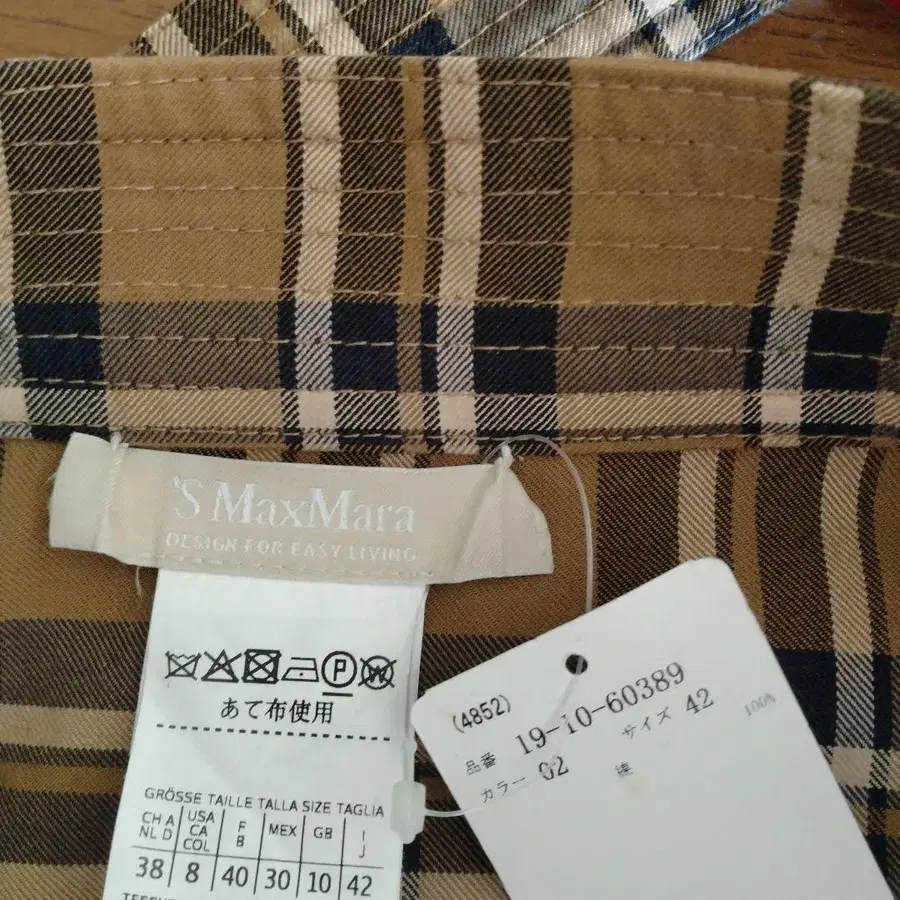 'S MaxMara
DESIGN FOR EASY LIVING
P W
あて布使用
GRÖSSE TAILLE TALLA SIZE TAGLIA
CH A NL D USA CA COL F B MEX GB I J
38 8 40 30 10 42
(4852)
品番 19-10-60389
カラー 02 サイズ 42
綿 100%